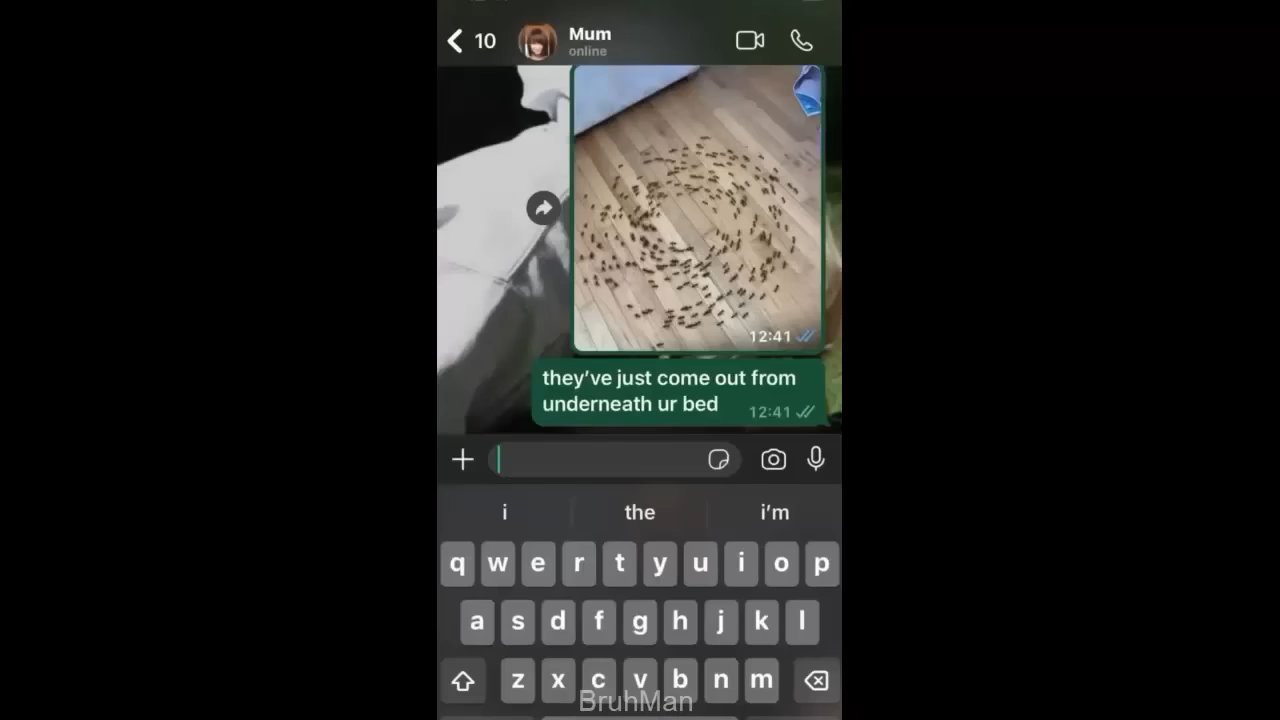 10
Mum
online
12:41
they’ve just come out from
underneath ur bed
12:41
i the i’m
q w e r t y u i o p
a s d f g h j k l
z x c v b n m
BruhMan